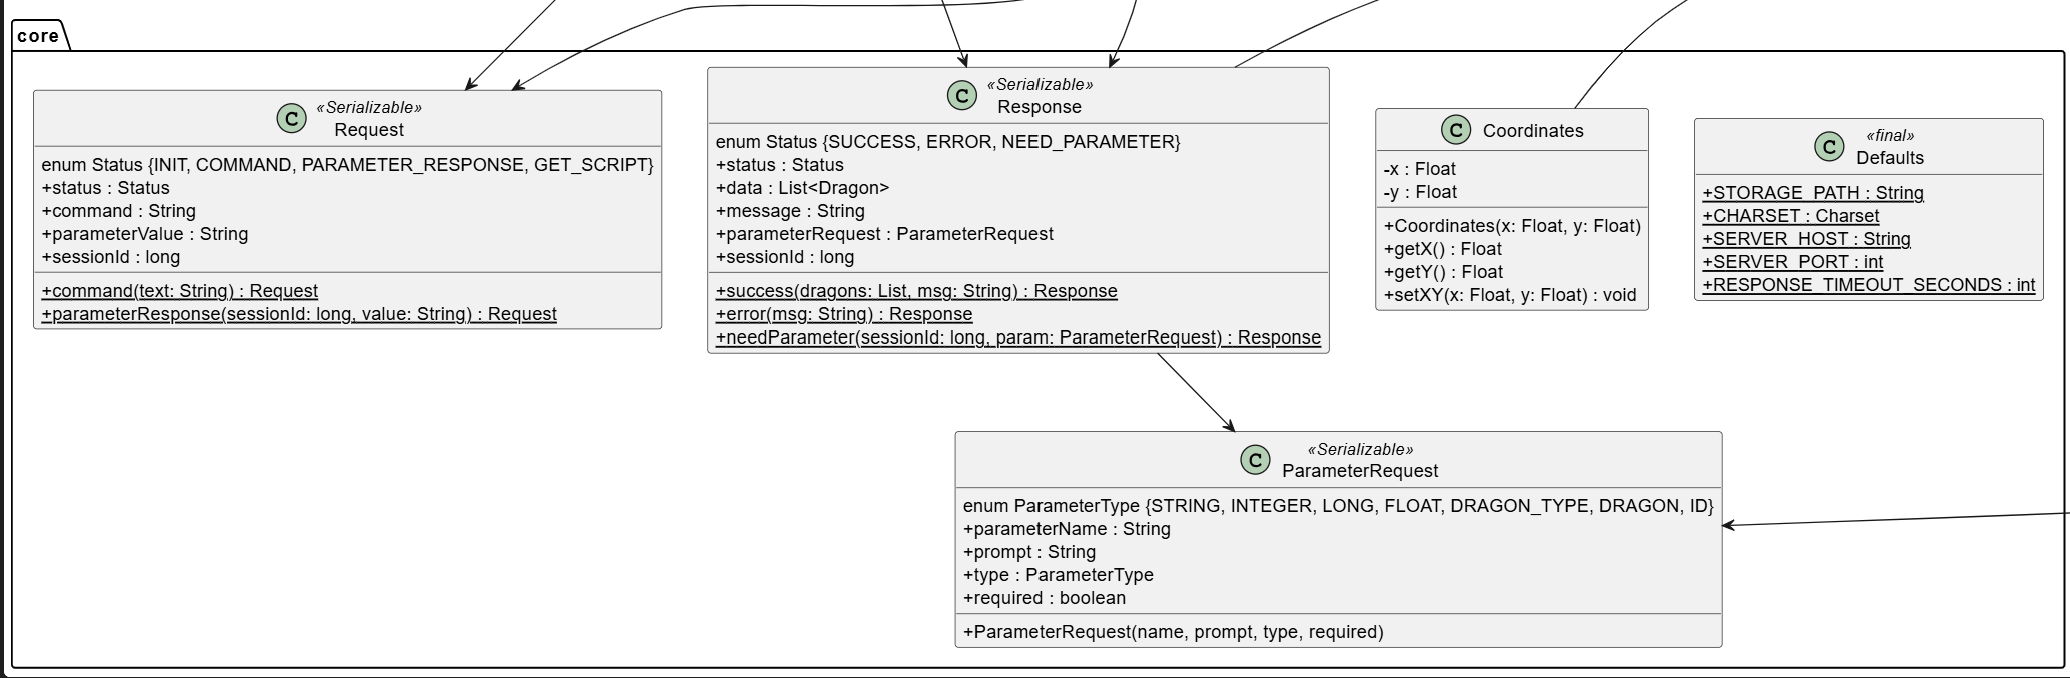 core
C
«Serializable»
Request
enum Status {INIT, COMMAND, PARAMETER_RESPONSE, GET_SCRIPT}
+status : Status
+command : String
+parameterValue : String
+sessionId : long
+command(text: String) : Request
+parameterResponse(sessionId: long, value: String) : Request
C
«Serializable»
Response
enum Status {SUCCESS, ERROR, NEED_PARAMETER}
+status : Status
+data : List<Dragon>
+message : String
+parameterRequest : ParameterRequest
+sessionId : long
+success(dragons: List, msg: String) : Response
+error(msg: String) : Response
+needParameter(sessionId: long, param: ParameterRequest) : Response
C
Coordinates
-x : Float
-y : Float
+Coordinates(x: Float, y: Float)
+getX() : Float
+getY() : Float
+setXY(x: Float, y: Float) : void
C
«final»
Defaults
+STORAGE_PATH : String
+CHARSET : Charset
+SERVER_HOST : String
+SERVER_PORT : int
+RESPONSE_TIMEOUT_SECONDS : int
C
«Serializable»
ParameterRequest
enum ParameterType {STRING, INTEGER, LONG, FLOAT, DRAGON_TYPE, DRAGON, ID}
+parameterName : String
+prompt : String
+type : ParameterType
+required : boolean
+ParameterRequest(name, prompt, type, required)